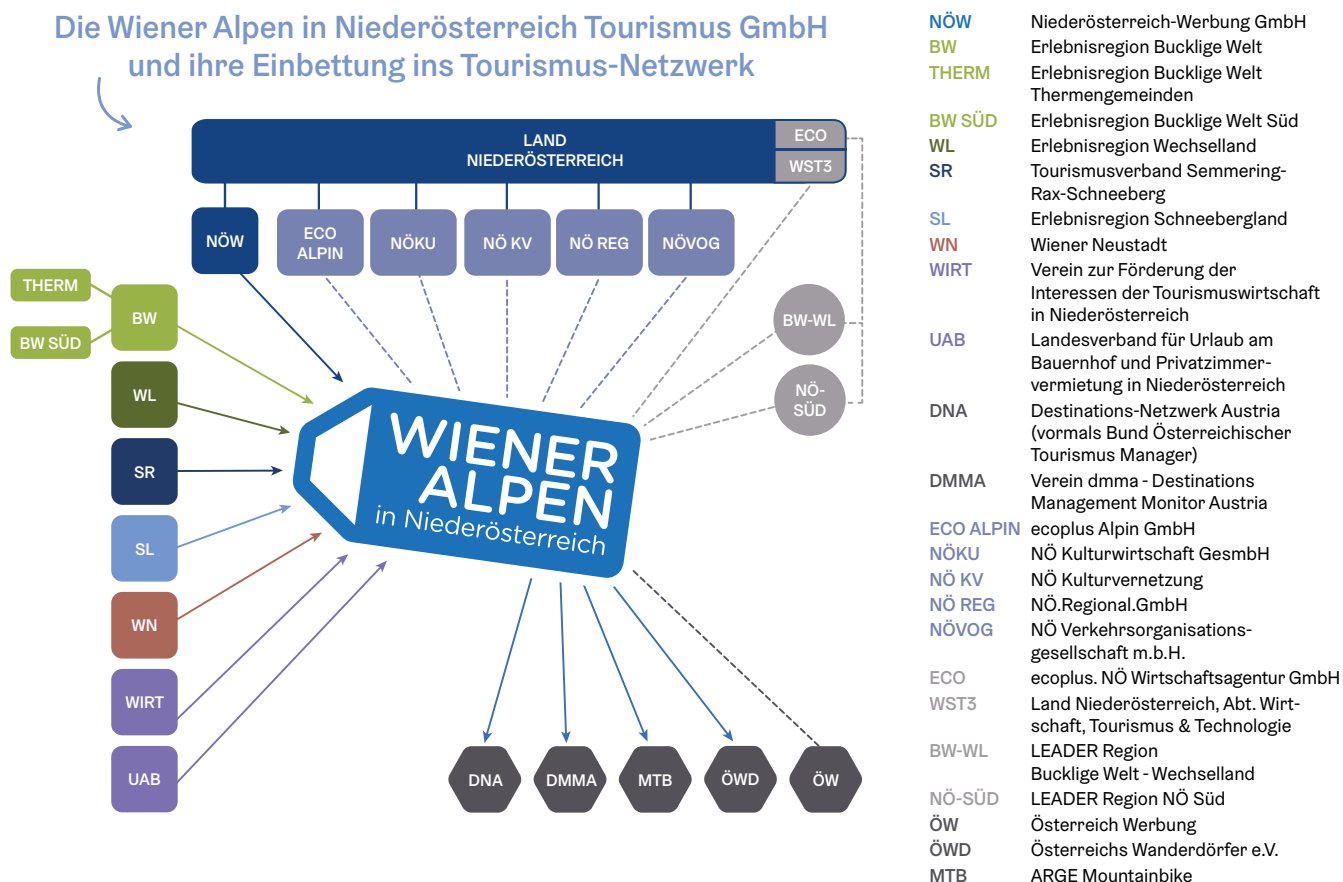 Die Wiener Alpen in Niederösterreich Tourismus GmbH
und ihre Einbettung ins Tourismus-Netzwerk
LAND
NIEDERÖSTERREICH
ECO
WST3
NÖW
ECO
ALPIN
NÖKU
NÖ KV
NÖ REG
NÖVOG
THERM
BW SÜD
BW
WL
SR
SL
WN
WIRT
UAB
BW-WL
NÖ-
SÜD
WIENER
ALPEN
in Niederösterreich
DNA
DMMA
MTB
ÖWD
ÖW
NÖW Niederösterreich-Werbung GmbH
BW Erlebnisregion Bucklige Welt
THERM Erlebnisregion Bucklige Welt
Thermengemeinden
BW SÜD Erlebnisregion Bucklige Welt Süd
WL Erlebnisregion Wechselland
SR Tourismusverband Semmering-
Rax-Schneeberg
SL Erlebnisregion Schneebergland
WN Wiener Neustadt
WIRT Verein zur Förderung der
Interessen der Tourismuswirtschaft
in Niederösterreich
UAB Landesverband für Urlaub am
Bauernhof und Privatzimmer-
vermietung in Niederösterreich
DNA Destinations-Netzwerk Austria
(vormals Bund Österreichischer
Tourismus Manager)
DMMA Verein dmma - Destinations
Management Monitor Austria
ECO ALPIN ecoplus Alpin GmbH
NÖKU NÖ Kulturwirtschaft GesmbH
NÖ KV NÖ Kulturvernetzung
NÖ REG NÖ.Regional.GmbH
NÖVOG NÖ Verkehrsorganisations-
gesellschaft m.b.H.
ECO ecoplus. NÖ Wirtschaftsagentur GmbH
WST3 Land Niederösterreich, Abt. Wirt-
schaft, Tourismus & Technologie
BW-WL LEADER Region
Bucklige Welt - Wechselland
NÖ-SÜD LEADER Region NÖ Süd
ÖW Österreich Werbung
ÖWD Österreichs Wanderdörfer e.V.
MTB ARGE Mountainbike